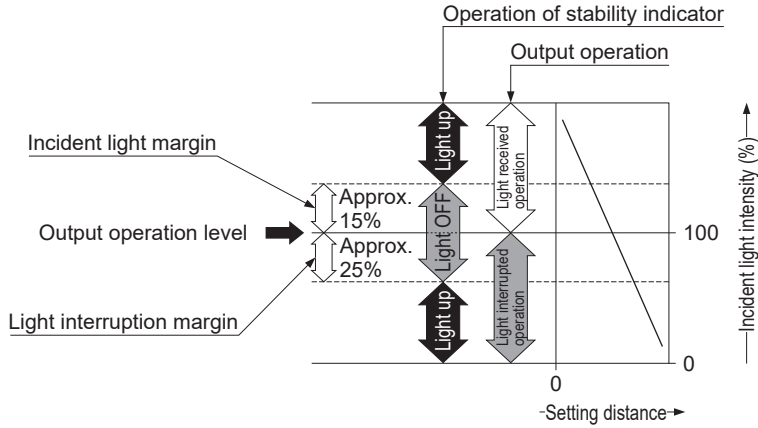 Operation of stability indicator
Output operation
Incident light margin
Light up
Light received
operation
Approx.
15%
Light OFF
Output operation level
100
Approx.
25%
Light interruption margin
Light up
Light interrupted
operation
0
0
Setting distance
Incident light intensity (%)